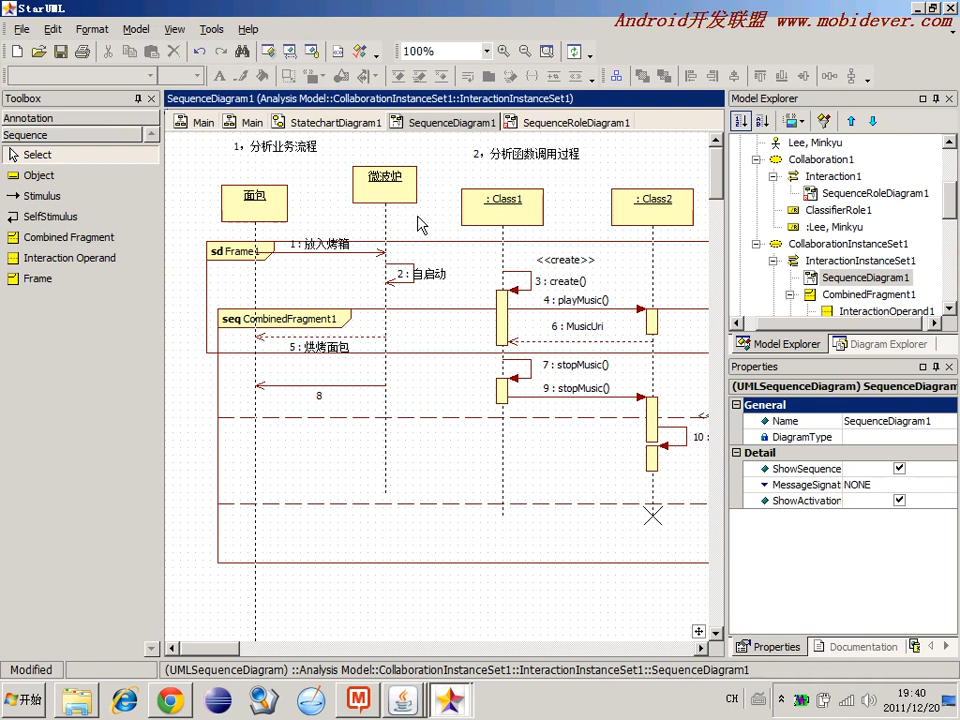 StarUML
Android开发联盟 www.mobidever.com
File Edit Format Model View Tools Help
100%
Toolbox
Annotation
Sequence
Select
Object
Stimulus
SelfStimulus
Combined Fragment
Interaction Operand
Frame
SequenceDiagram1 (Analysis Model::CollaborationInstanceSet1::InteractionInstanceSet1)
Main Main StatechartDiagram1 SequenceDiagram1 SequenceRoleDiagram1
1，分析业务流程
2，分析函数调用过程
面包
微波炉
: Class1
: Class2
sd Frame1
1 : 放入烤箱
<<create>>
2 : 自启动
3 : create()
4 : playMusic()
seq CombinedFragment1
6 : MusicUri
5 : 烘烤面包
7 : stopMusic()
8
9 : stopMusic()
<<
10 :
Model Explorer
Lee, Minkyu
Collaboration1
Interaction1
SequenceRoleDiagram1
ClassifierRole1
:Lee, Minkyu
CollaborationInstanceSet1
InteractionInstanceSet1
SequenceDiagram1
CombinedFragment1
InteractionOperand1
Model Explorer Diagram Explorer
Properties
(UMLSequenceDiagram) SequenceDiagram
General
Name SequenceDiagram1
DiagramType
Detail
ShowSequence
MessageSignat NONE
ShowActivation
Properties Documentation
Modified
(UMLSequenceDiagram) ::Analysis Model::CollaborationInstanceSet1::InteractionInstanceSet1::SequenceDiagram1
开始
CH
19:40
2011/12/20